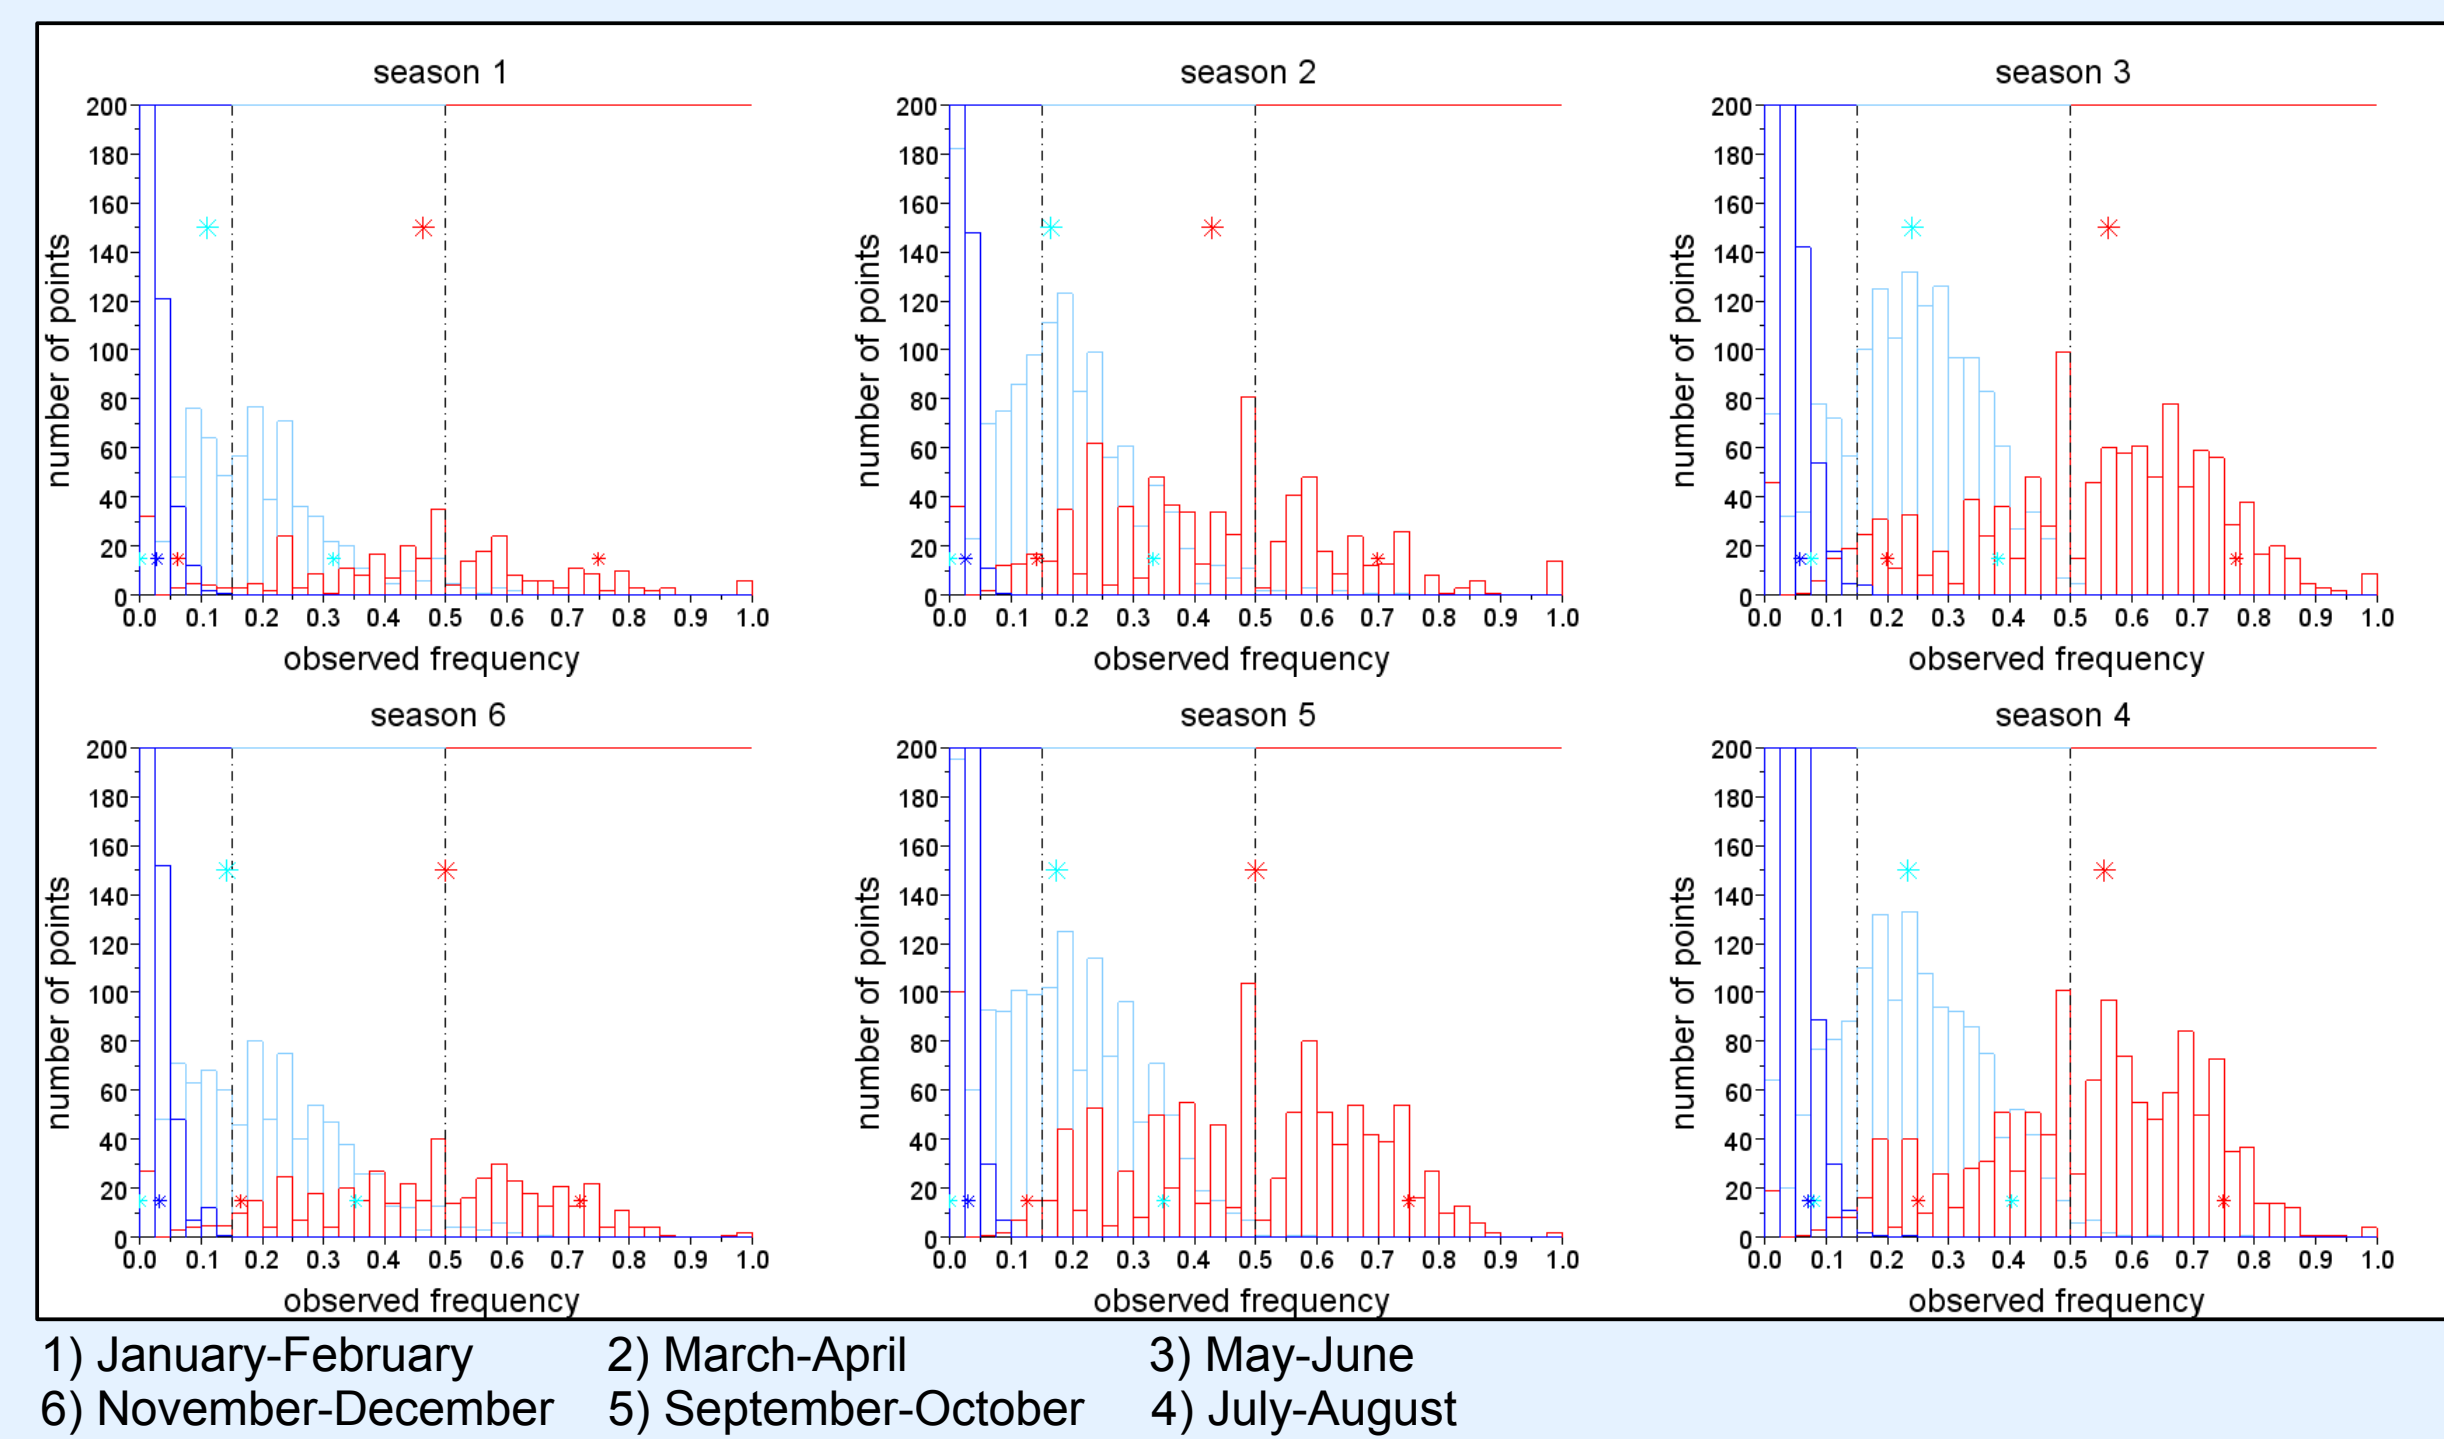 season 1
200
180
160
140
120
100
80
60
40
20
0
number of points
0.0 0.1 0.2 0.3 0.4 0.5 0.6 0.7 0.8 0.9 1.0
observed frequency
season 2
200
180
160
140
120
100
80
60
40
20
0
number of points
0.0 0.1 0.2 0.3 0.4 0.5 0.6 0.7 0.8 0.9 1.0
observed frequency
season 3
200
180
160
140
120
100
80
60
40
20
0
number of points
0.0 0.1 0.2 0.3 0.4 0.5 0.6 0.7 0.8 0.9 1.0
observed frequency
season 6
200
180
160
140
120
100
80
60
40
20
0
number of points
0.0 0.1 0.2 0.3 0.4 0.5 0.6 0.7 0.8 0.9 1.0
observed frequency
season 5
200
180
160
140
120
100
80
60
40
20
0
number of points
0.0 0.1 0.2 0.3 0.4 0.5 0.6 0.7 0.8 0.9 1.0
observed frequency
season 4
200
180
160
140
120
100
80
60
40
20
0
number of points
0.0 0.1 0.2 0.3 0.4 0.5 0.6 0.7 0.8 0.9 1.0
observed frequency
1) January-February 2) March-April 3) May-June
6) November-December 5) September-October 4) July-August